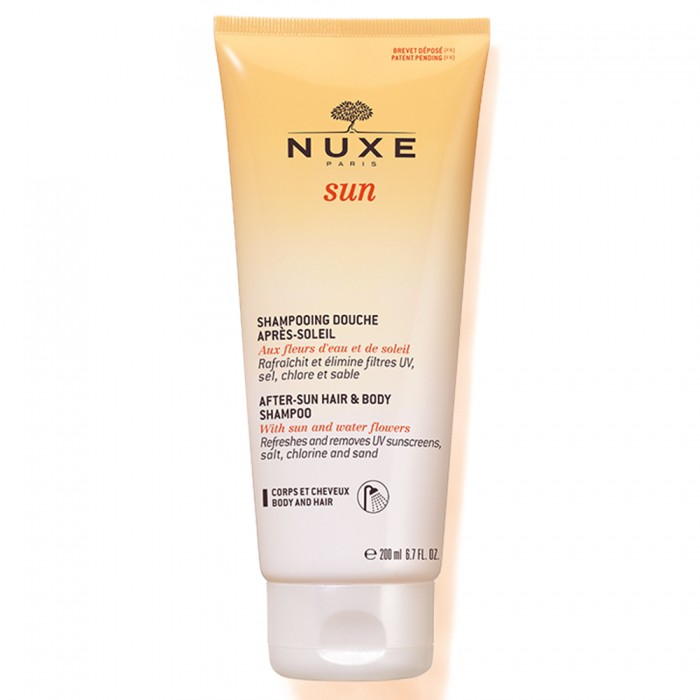 BREVET DÉPOSÉ (FR)
PATENT PENDING (FR)
NUXE
PARIS
sun
SHAMPOOING DOUCHE
APRÈS-SOLEIL
Aux fleurs d'eau et de soleil
Rafraîchit et élimine filtres UV,
sel, chlore et sable
AFTER-SUN HAIR & BODY
SHAMPOO
With sun and water flowers
Refreshes and removes UV sunscreens,
salt, chlorine and sand
CORPS ET CHEVEUX
BODY AND HAIR
e 200 ml 6.7 FL. OZ.